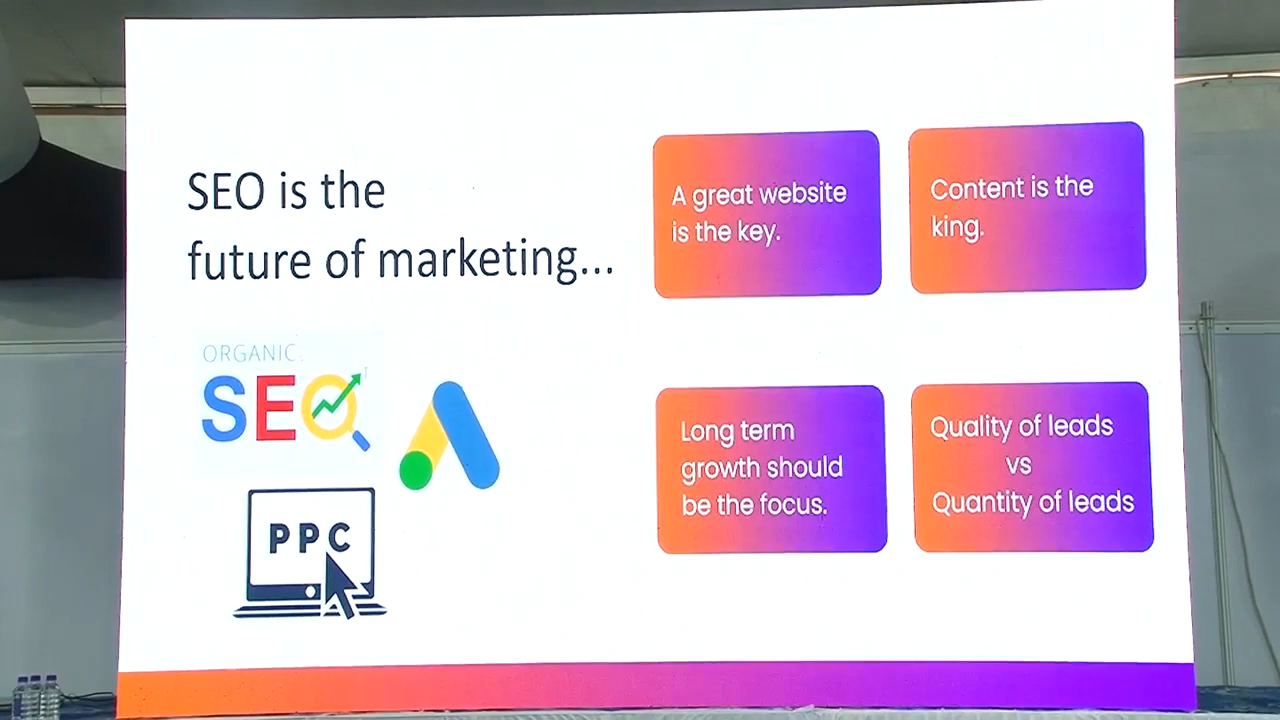 SEO is the
future of marketing...
ORGANIC
SEO
PPC
A great website
is the key.
Content is the
king.
Long term
growth should
be the focus.
Quality of leads
vs
Quantity of leads